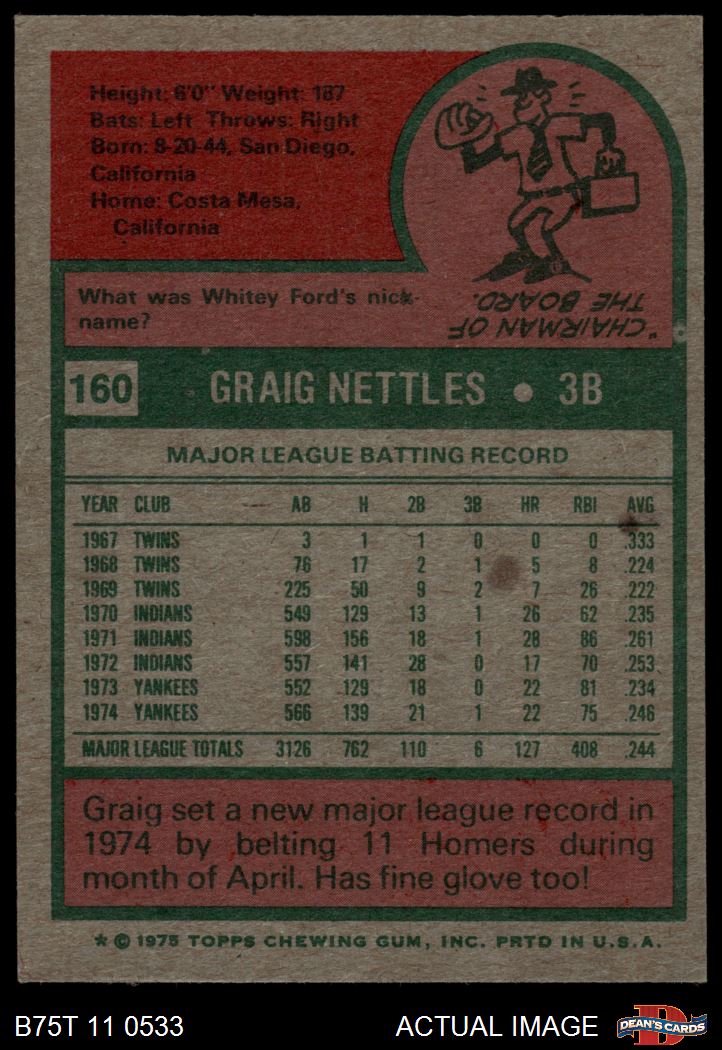 Height: 6'0" Weight: 187
Bats: Left Throws: Right
Born: 8-20-44, San Diego,
California
Home: Costa Mesa,
California
What was Whitey Ford's nick-
name?
"CHAIRMAN OF
THE BOARD.
160 GRAIG NETTLES • 3B
MAJOR LEAGUE BATTING RECORD
YEAR CLUB AB H 2B 3B HR RBI AVG
1967 TWINS 3 1 1 0 0 0 .333
1968 TWINS 76 17 2 1 5 8 .224
1969 TWINS 225 50 9 2 7 26 .222
1970 INDIANS 549 129 13 1 26 62 .235
1971 INDIANS 598 156 18 1 28 86 .261
1972 INDIANS 557 141 28 0 17 70 .253
1973 YANKEES 552 129 18 0 22 81 .234
1974 YANKEES 566 139 21 1 22 75 .246
MAJOR LEAGUE TOTALS 3126 762 110 6 127 408 .244
Graig set a new major league record in
1974 by belting 11 Homers during
month of April. Has fine glove too!
* © 1975 TOPPS CHEWING GUM, INC. PRTD IN U.S.A.
B75T 11 0533 ACTUAL IMAGE
D
DEAN'S CARDS